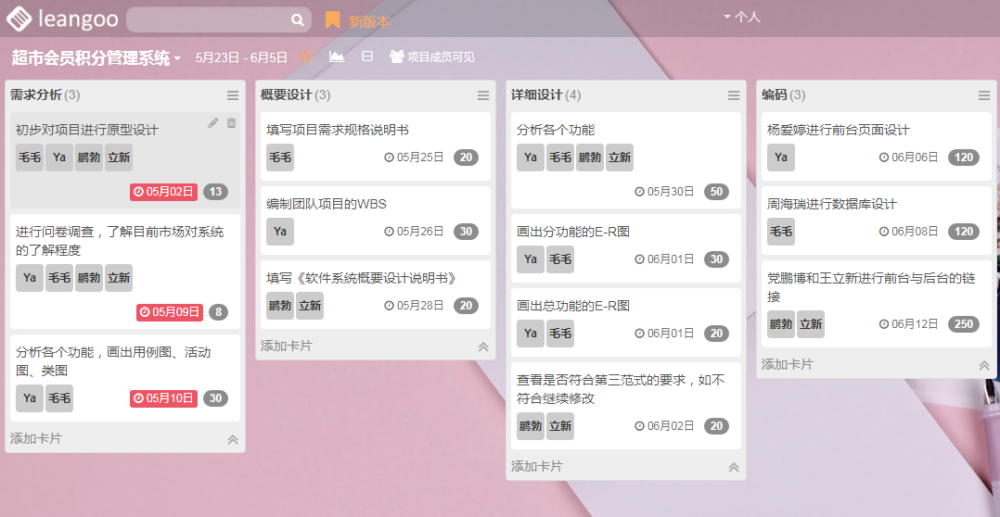 leangoo
新版本
个人
超市会员积分管理系统
5月23日 - 6月5日
项目成员可见
需求分析(3)
初步对项目进行原型设计
毛毛 Ya 鹏勃 立新
05月02日 13
进行问卷调查，了解目前市场对系统
的了解程度
Ya 毛毛 鹏勃 立新
05月09日 8
分析各个功能，画出用例图、活动
图、类图
Ya 毛毛 05月10日 30
添加卡片
概要设计(3)
填写项目需求规格说明书
毛毛 05月25日 20
编制团队项目的WBS
Ya 05月26日 30
填写《软件系统概要设计说明书》
鹏勃 立新 05月28日 20
添加卡片
详细设计(4)
分析各个功能
Ya 毛毛 鹏勃 立新
05月30日 50
画出分功能的E-R图
Ya 毛毛 06月01日 30
画出总功能的E-R图
Ya 毛毛 06月01日 20
查看是否符合第三范式的要求，如不
符合继续修改
鹏勃 立新 06月02日 20
添加卡片
编码(3)
杨爱婷进行前台页面设计
Ya 06月06日 120
周海瑞进行数据库设计
毛毛 06月08日 120
党鹏博和王立新进行前台与后台的链
接
鹏勃 立新 06月12日 250
添加卡片